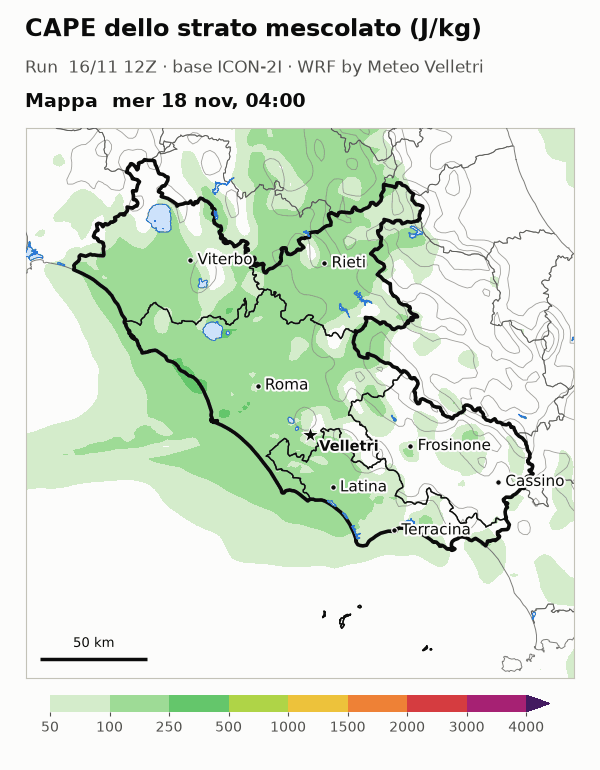 CAPE dello strato mescolato (J/kg)
Run  16/11 12Z · base ICON-2I · WRF by Meteo Velletri
Mappa  mer 18 nov, 04:00
Viterbo
Rieti
Roma
Velletri
Frosinone
Cassino
Latina
Terracina
50 km
50 100 250 500 1000 1500 2000 3000 4000